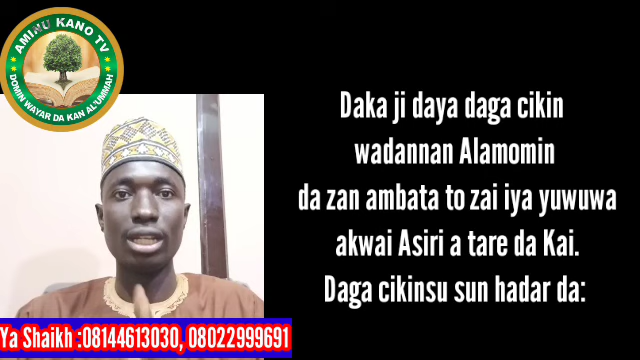 AMINU KANO TV
DOMIN WAYAR DA KAN AL'UMMAH
Daka ji daya daga cikin
wadannan Alamomin
da zan ambata to zai iya yuwuwa
akwai Asiri a tare da Kai.
Daga cikinsu sun hadar da:
Ya Shaikh :08144613030, 08022999691